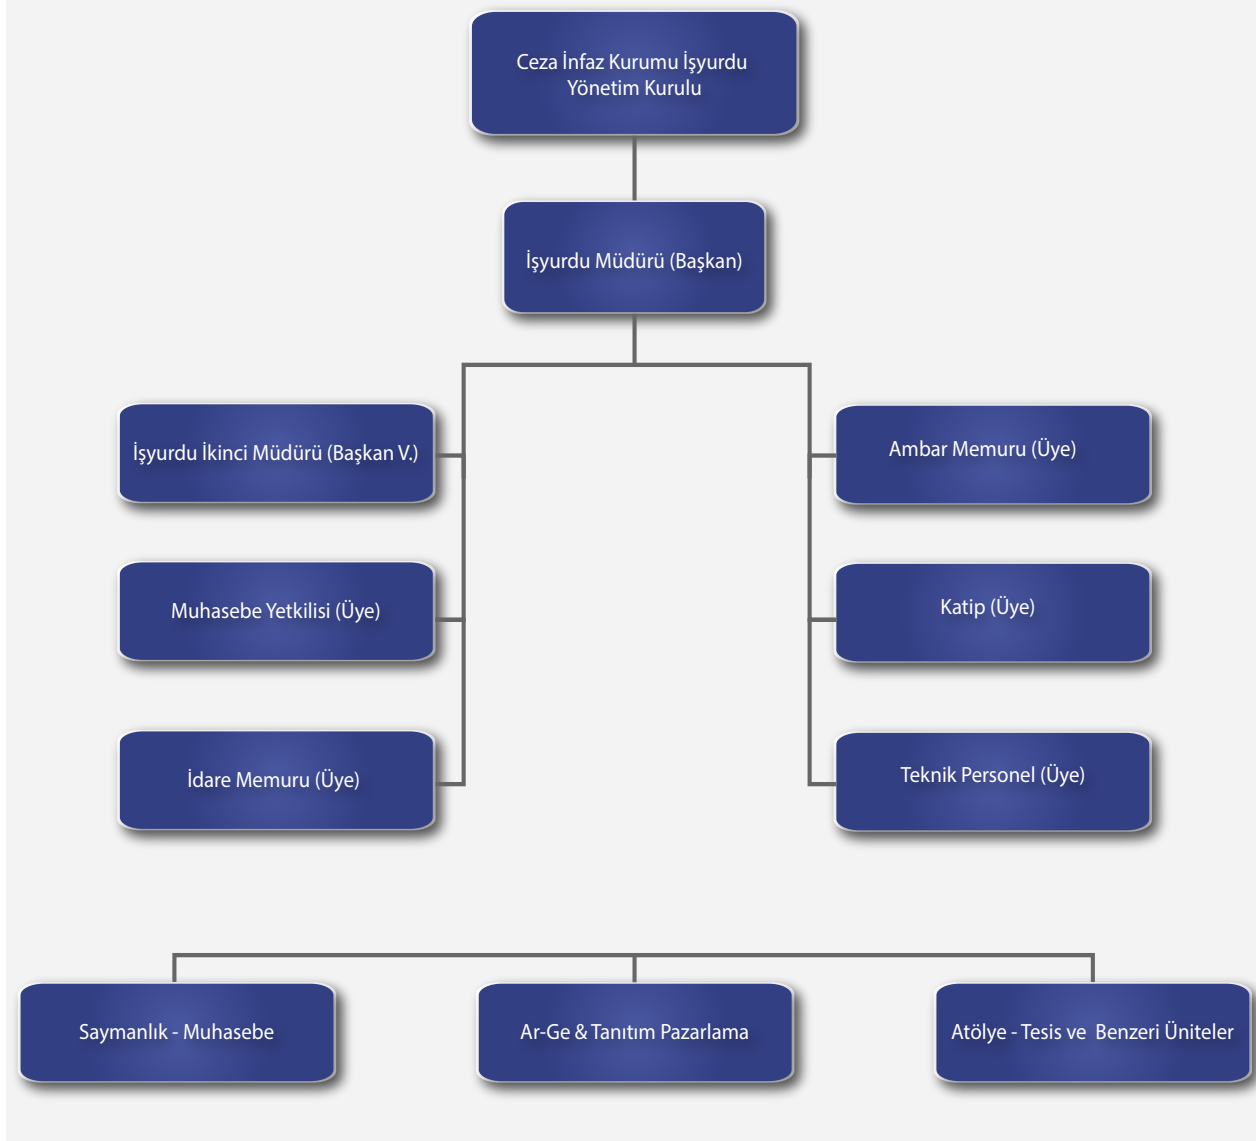 Ceza İnfaz Kurumu İşyurdu
Yönetim Kurulu
İşyurdu Müdürü (Başkan)
İşyurdu İkinci Müdürü (Başkan V.)
Ambar Memuru (Üye)
Muhasebe Yetkilisi (Üye)
Katip (Üye)
İdare Memuru (Üye)
Teknik Personel (Üye)
Saymanlık - Muhasebe
Ar-Ge & Tanıtım Pazarlama
Atölye - Tesis ve Benzeri Üniteler